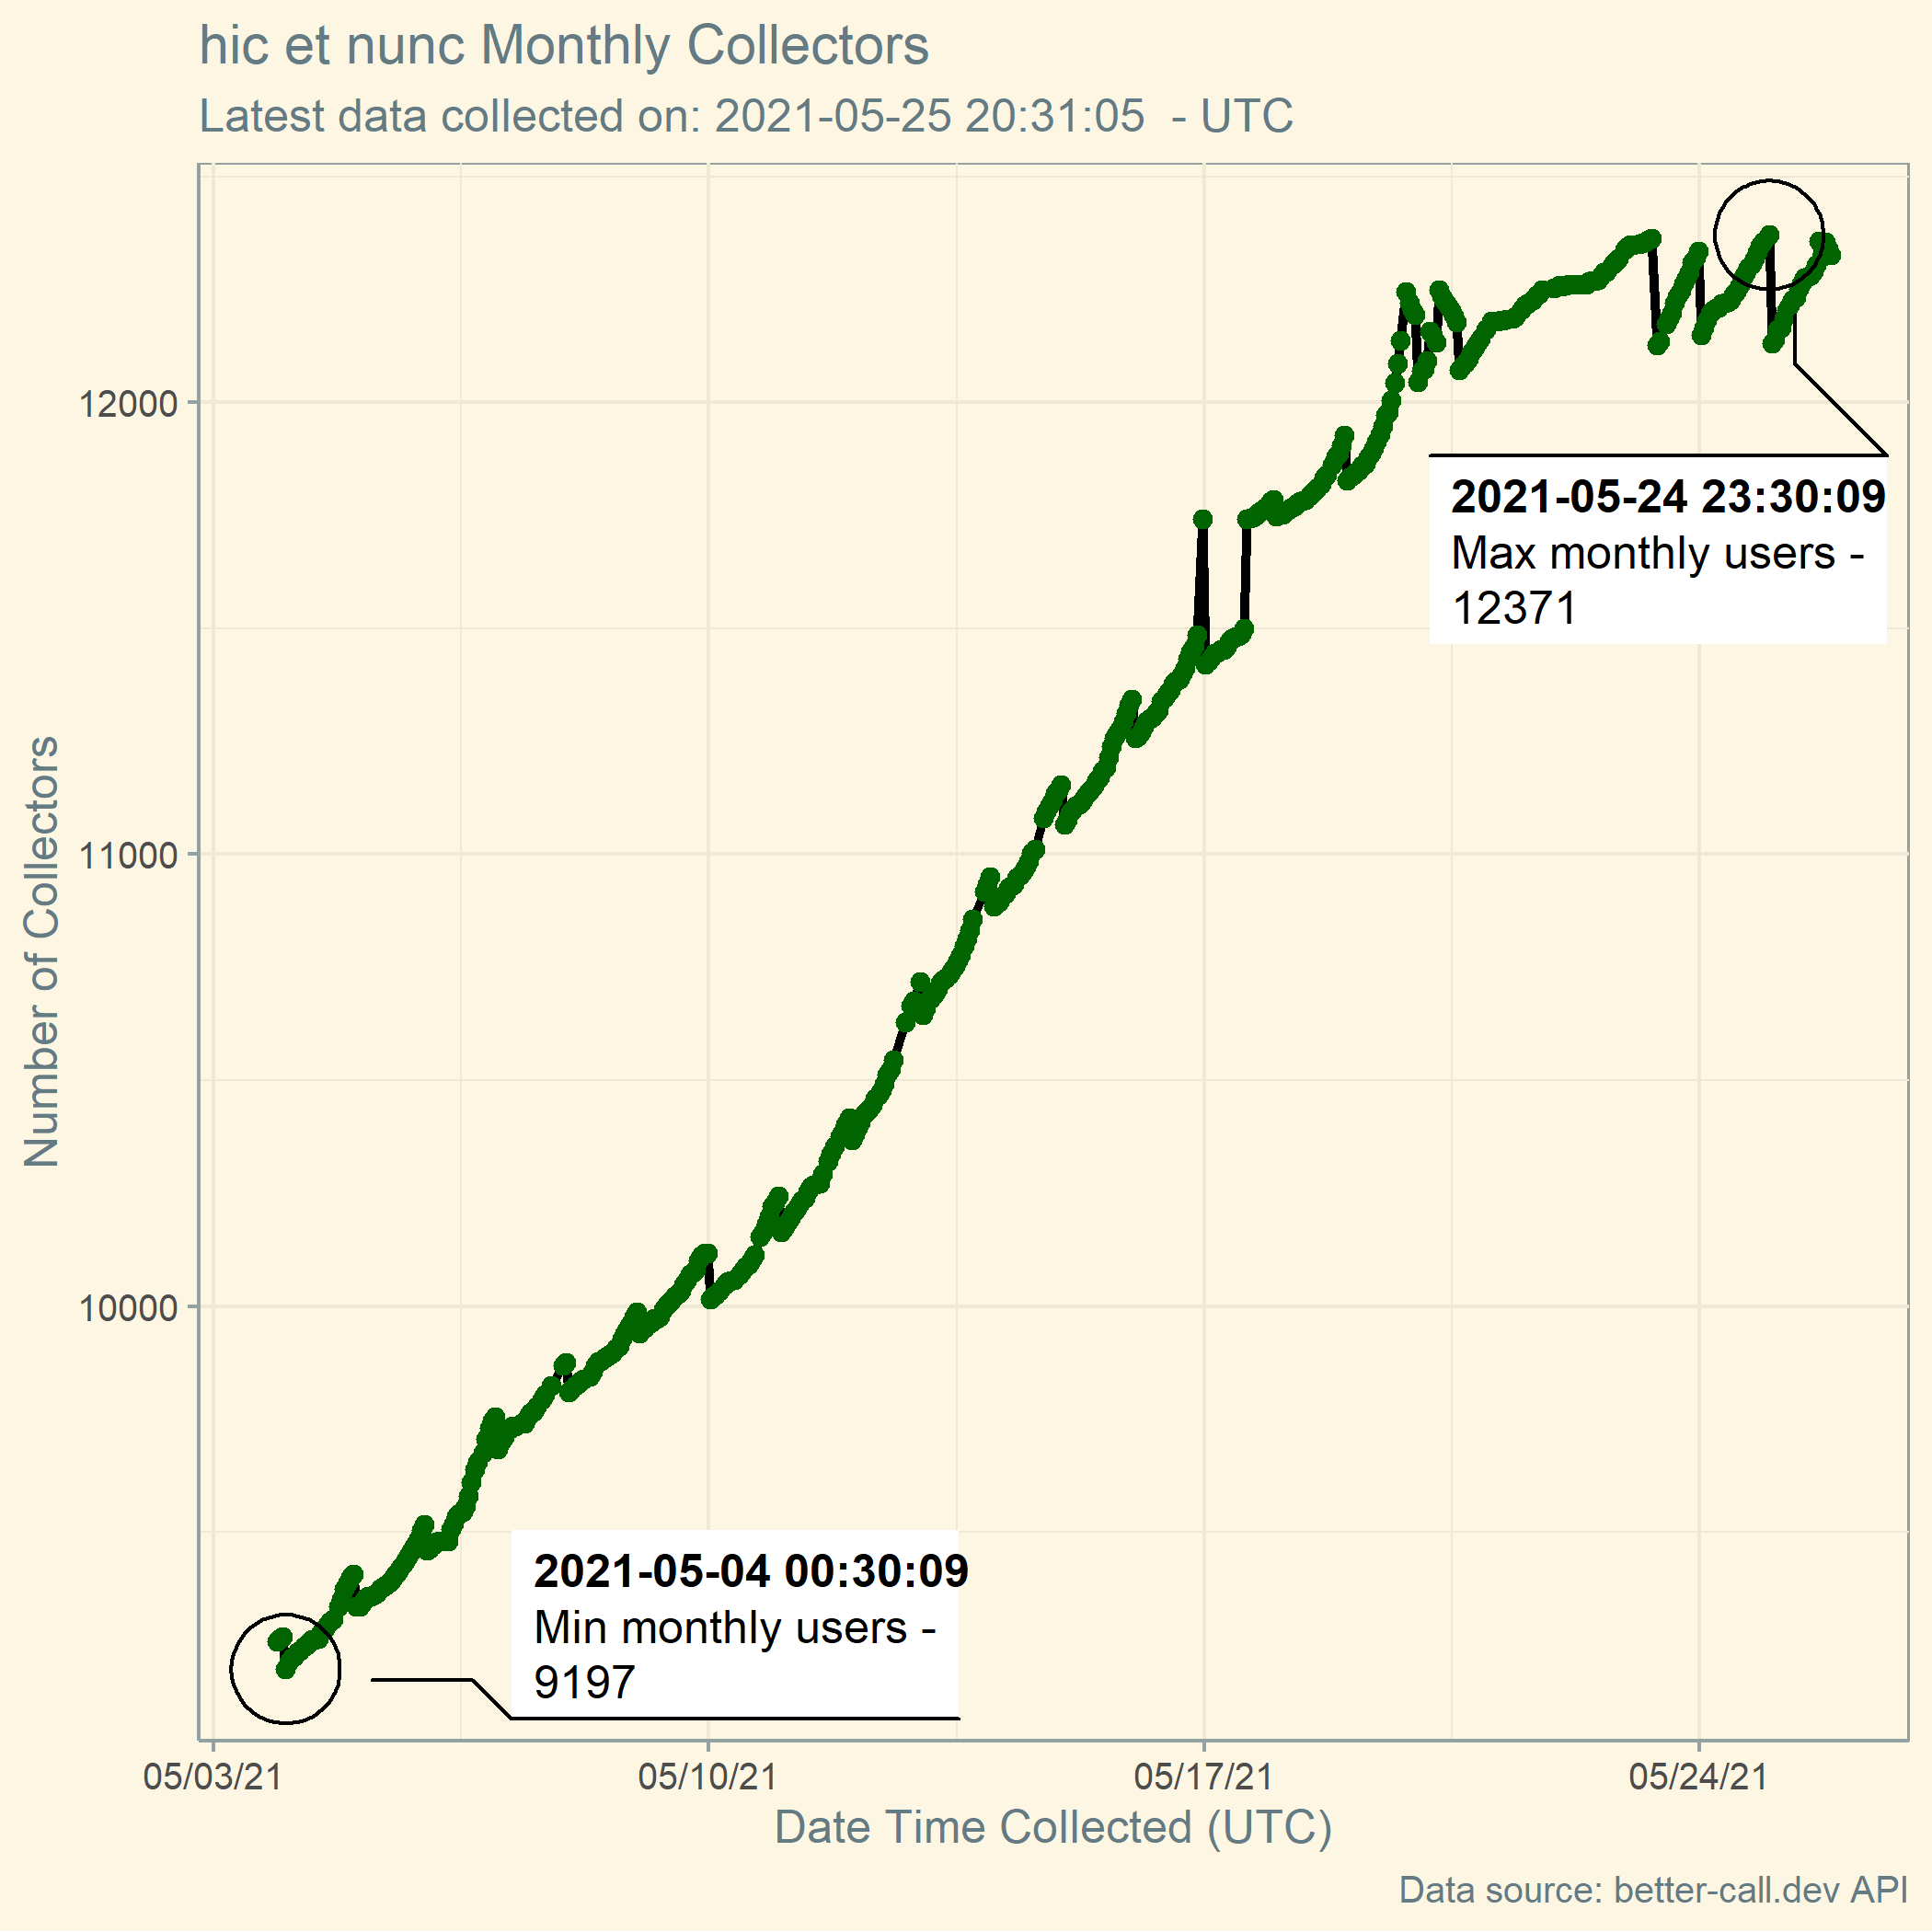 hic et nunc Monthly Collectors
Latest data collected on: 2021-05-25 20:31:05  - UTC
Number of Collectors
12000
11000
10000
2021-05-24 23:30:09
Max monthly users -
12371
2021-05-04 00:30:09
Min monthly users -
9197
05/03/21
05/10/21
05/17/21
05/24/21
Date Time Collected (UTC)
Data source: better-call.dev API